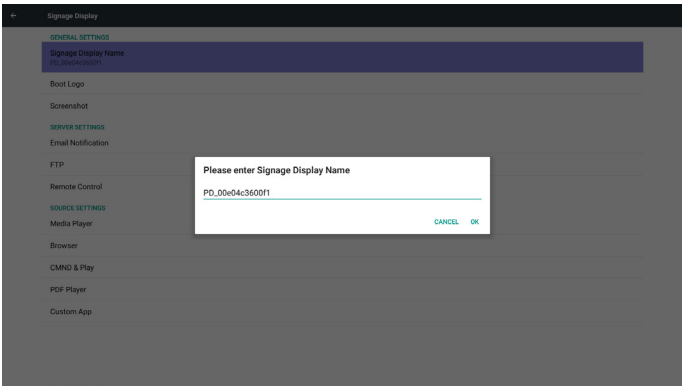 ← Signage Display
GENERAL SETTINGS
Signage Display Name
PD_00e04c3600f1
Boot Logo
Screenshot
SERVER SETTINGS
Email Notification
FTP
Remote Control
SOURCE SETTINGS
Media Player
Browser
CMND & Play
PDF Player
Custom App
Please enter Signage Display Name
PD_00e04c3600f1
CANCEL OK